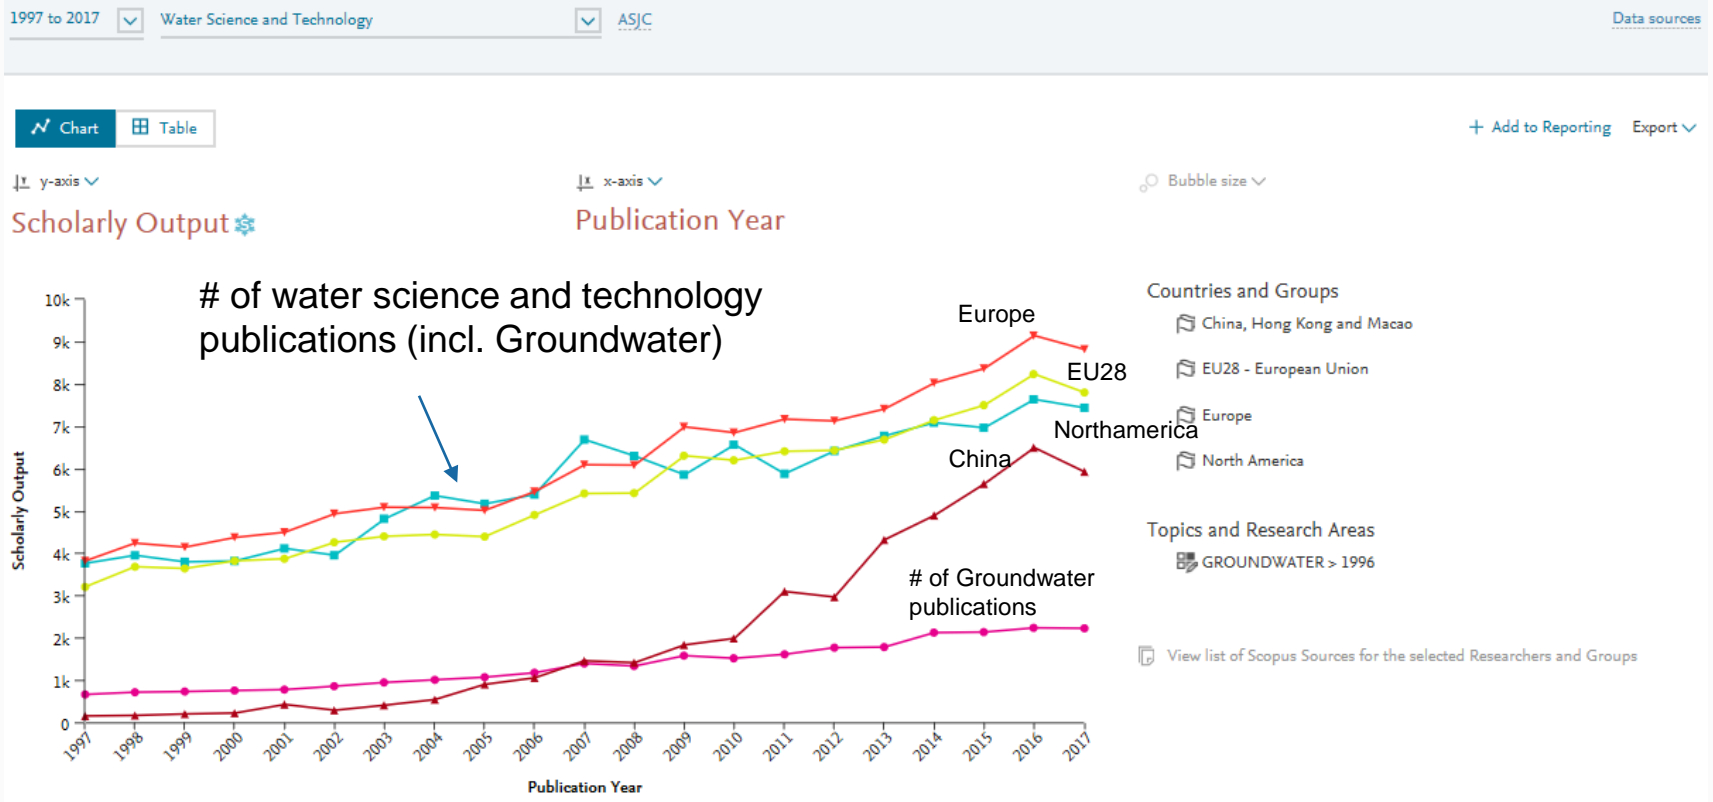 1997 to 2017
Water Science and Technology
ASJC
Data sources
Chart
Table
+ Add to Reporting
Export
y-axis
x-axis
Bubble size
Scholarly Output
Publication Year
# of water science and technology
publications (incl. Groundwater)
Europe
EU28
Northamerica
China
# of Groundwater
publications
Scholarly Output
10k
9k
8k
7k
6k
5k
4k
3k
2k
1k
0
1997
1998
1999
2000
2001
2002
2003
2004
2005
2006
2007
2008
2009
2010
2011
2012
2013
2014
2015
2016
2017
Publication Year
Countries and Groups
China, Hong Kong and Macao
EU28 - European Union
Europe
North America
Topics and Research Areas
GROUNDWATER > 1996
View list of Scopus Sources for the selected Researchers and Groups